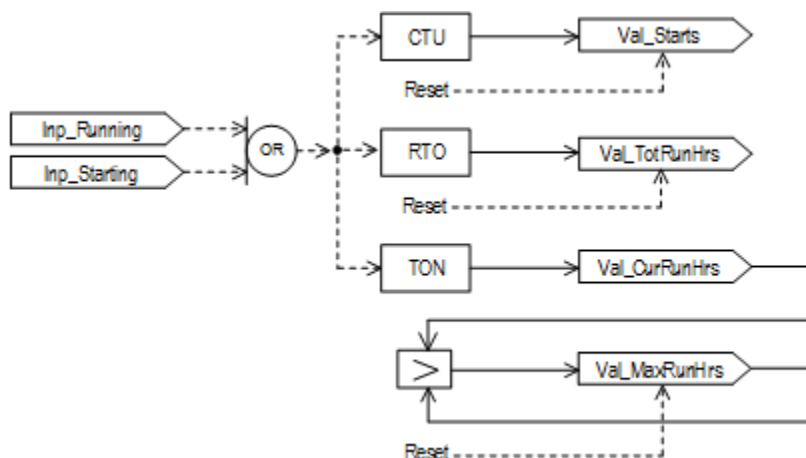 CTU
Val_Starts
Reset
Inp_Running
OR
Inp_Starting
RTO
Val_TotRunHrs
Reset
TON
Val_CurRunHrs
>
Val_MaxRunHrs
Reset